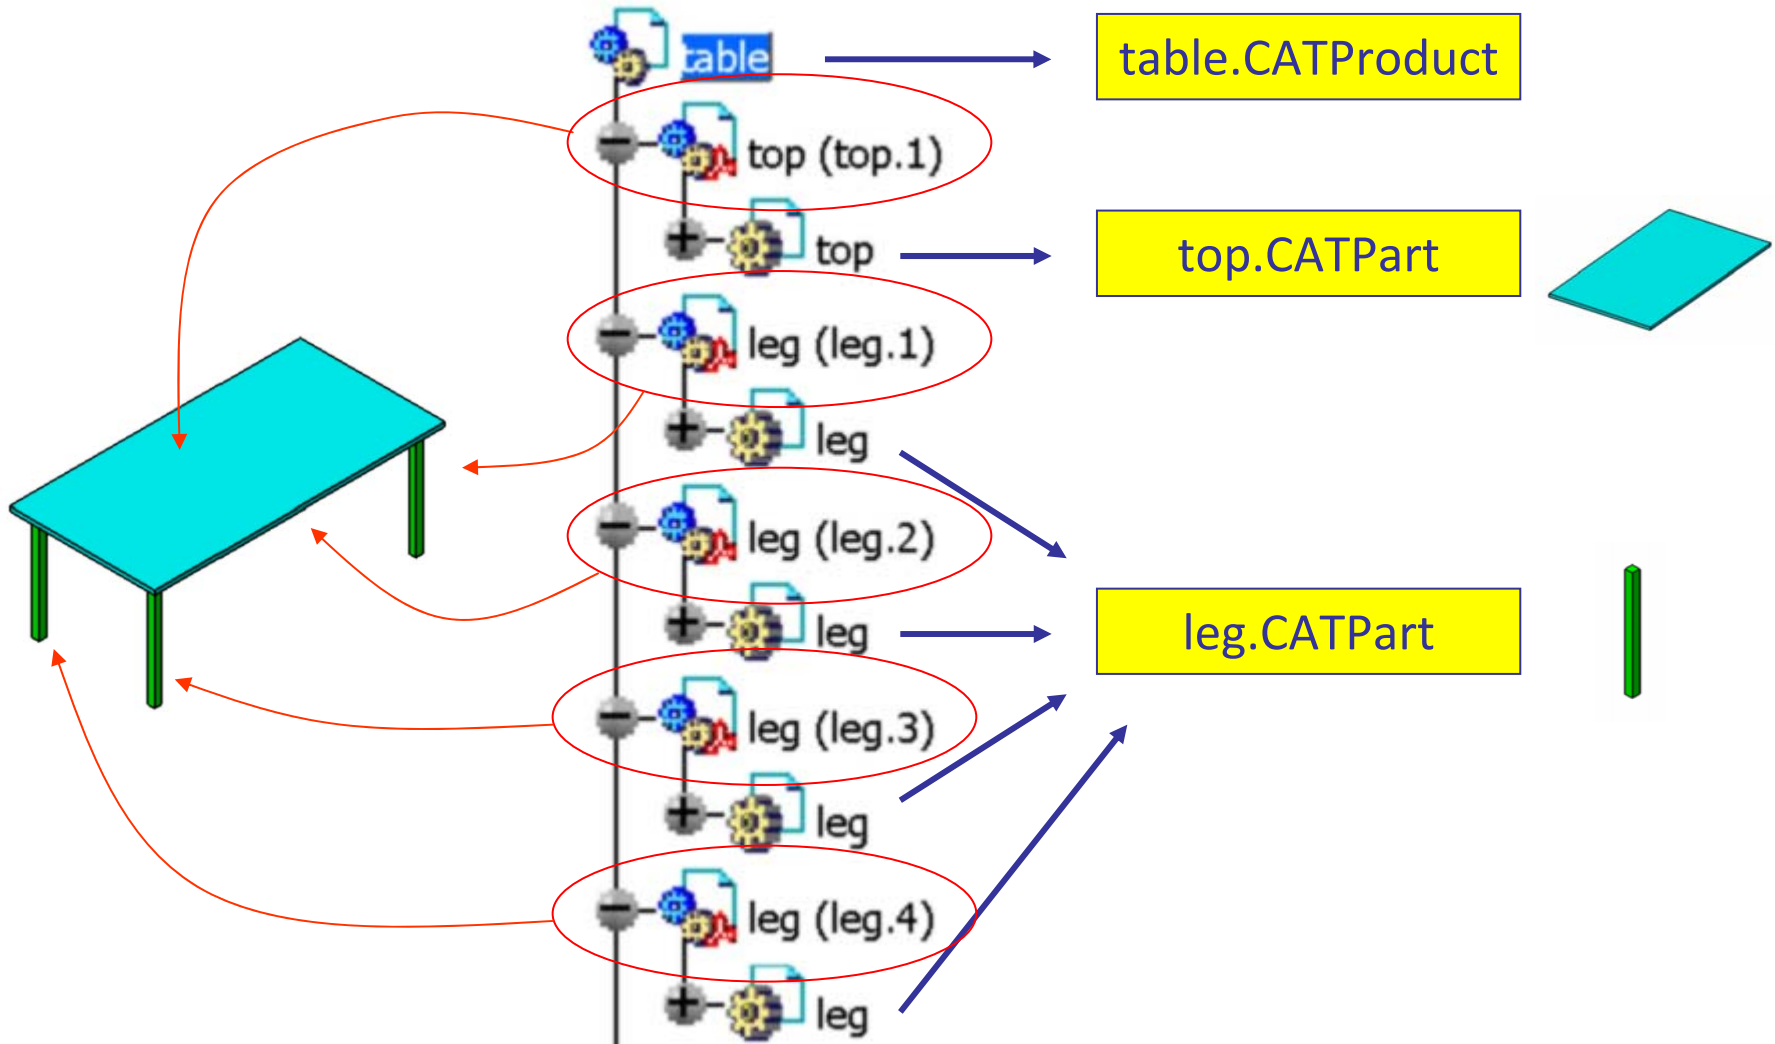 table
table.CATProduct
top (top.1)
top
top.CATPart
leg (leg.1)
leg
leg (leg.2)
leg
leg.CATPart
leg (leg.3)
leg
leg (leg.4)
leg